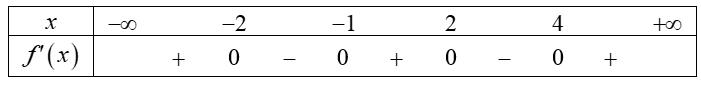 x −∞ −2 −1 2 4 +∞
f′(x) + 0 − 0 + 0 − 0 +